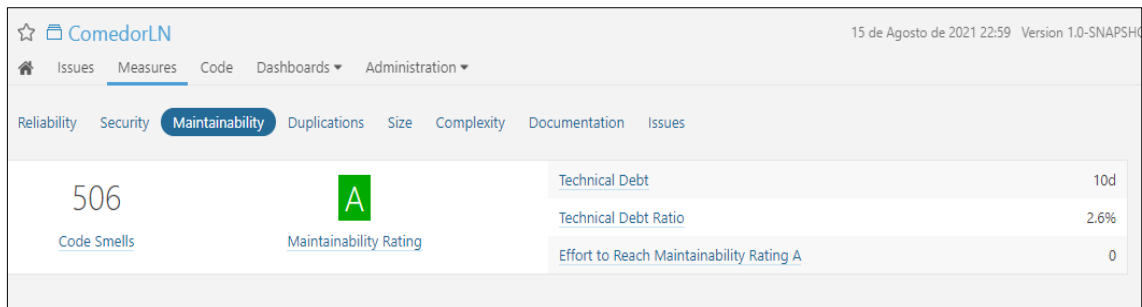 ComedorLN 15 de Agosto de 2021 22:59 Version 1.0-SNAPSHO
Issues Measures Code Dashboards Administration
Reliability Security Maintainability Duplications Size Complexity Documentation Issues
506 A
Code Smells Maintainability Rating
Technical Debt 10d
Technical Debt Ratio 2.6%
Effort to Reach Maintainability Rating A 0